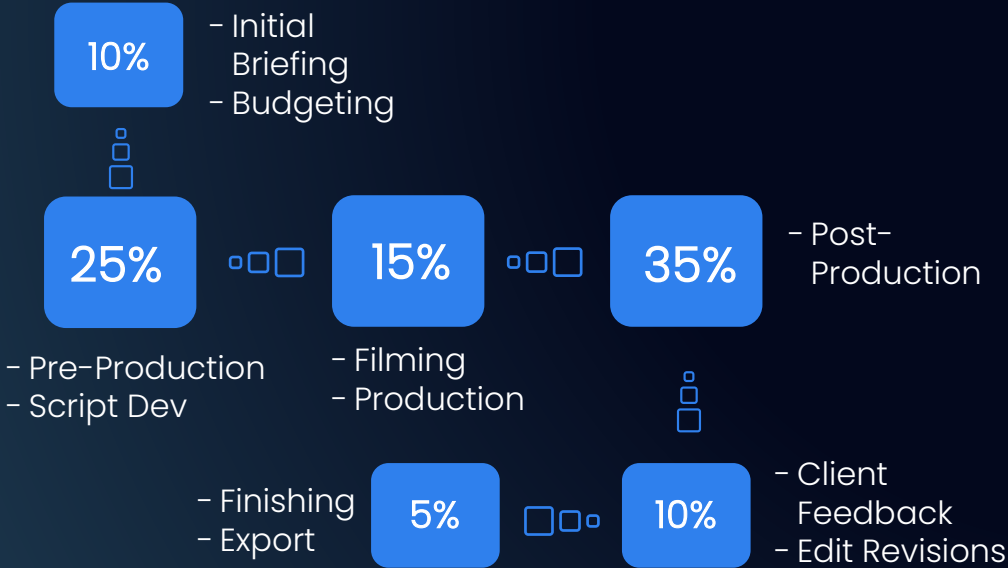 10%
- Initial
Briefing
- Budgeting
25%
15%
35%
- Post-
Production
- Pre-Production
- Script Dev
- Filming
- Production
- Finishing
- Export
5%
10%
- Client
Feedback
- Edit Revisions